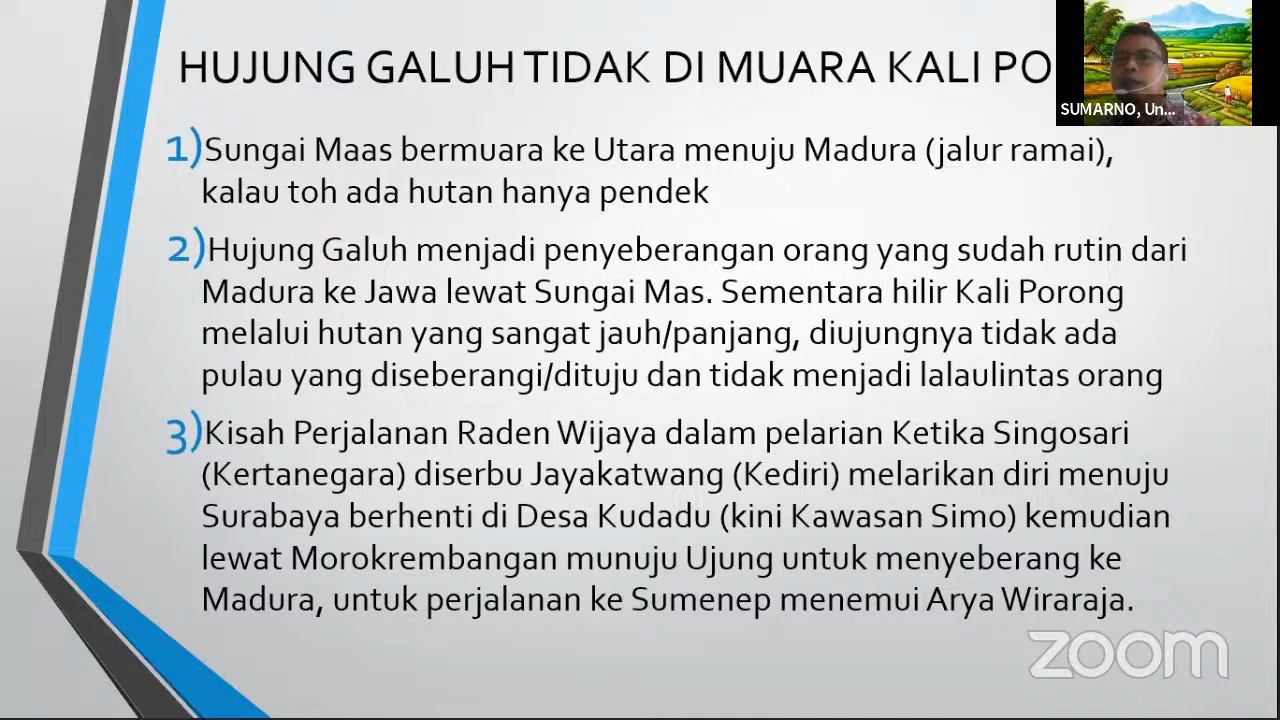 HUJUNG GALUH TIDAK DI MUARA KALI PO
SUMARNO, Un...
1)Sungai Maas bermuara ke Utara menuju Madura (jalur ramai),
kalau toh ada hutan hanya pendek
2)Hujung Galuh menjadi penyeberangan orang yang sudah rutin dari
Madura ke Jawa lewat Sungai Mas. Sementara hilir Kali Porong
melalui hutan yang sangat jauh/panjang, diujungnya tidak ada
pulau yang diseberangi/dituju dan tidak menjadi lalaulintas orang
3)Kisah Perjalanan Raden Wijaya dalam pelarian Ketika Singosari
(Kertanegara) diserbu Jayakatwang (Kediri) melarikan diri menuju
Surabaya berhenti di Desa Kudadu (kini Kawasan Simo) kemudian
lewat Morokrembangan munuju Ujung untuk menyeberang ke
Madura, untuk perjalanan ke Sumenep menemui Arya Wiraraja.
zoom